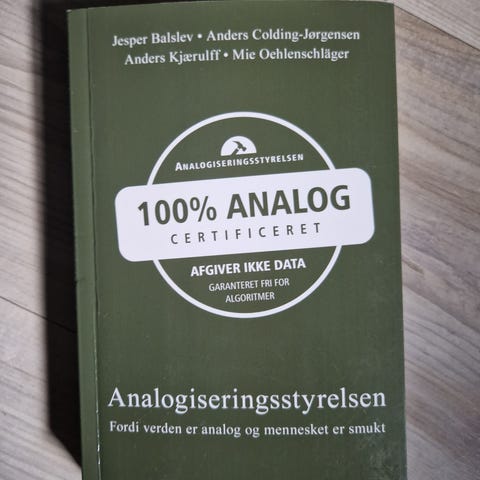 Jesper Balslev • Anders Colding-Jørgensen
Anders Kjærulff • Mie Oehlenschläger
ANALOGISERINGSSTYRELSEN
100% ANALOG
CERTIFICERET
AFGIVER IKKE DATA
GARANTERET FRI FOR
ALGORITMER
Analogiseringsstyrelsen
Fordi verden er analog og mennesket er smukt